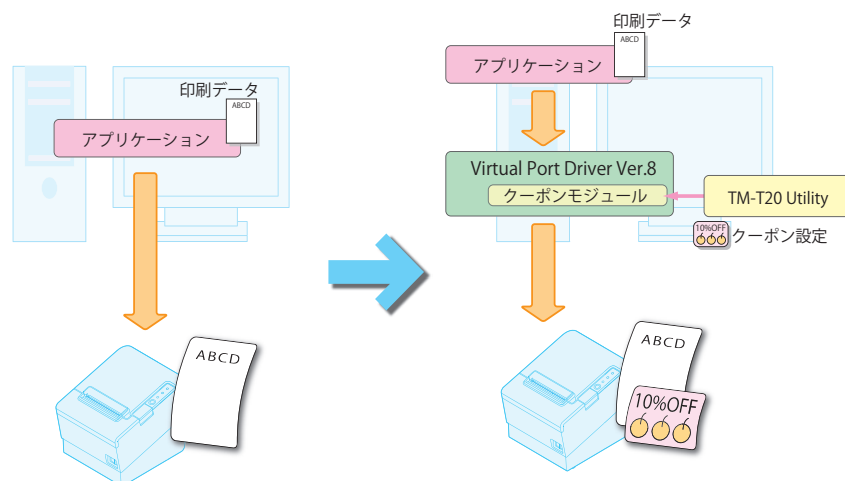 印刷データ
ABCD
アプリケーション
ABCD
印刷データ
ABCD
アプリケーション
Virtual Port Driver Ver.8
クーポンモジュール
TM-T20 Utility
10%OFF
クーポン設定
ABCD
10%OFF